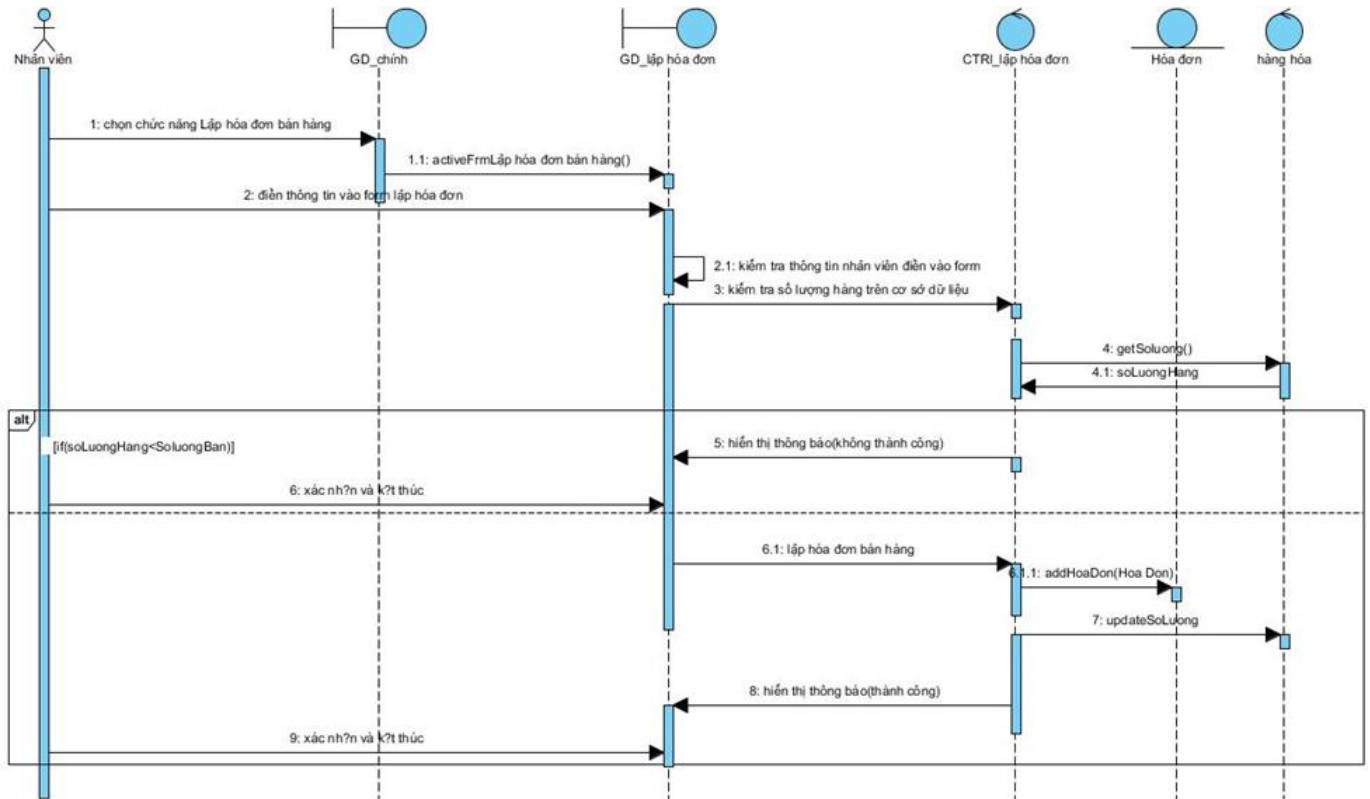 Nhân viên
GD_chính
GD_lập hóa đơn
CTRl_lập hóa đơn
Hóa đơn
hàng hóa
1: chọn chức năng Lập hóa đơn bán hàng
1.1: activeFrmLập hóa đơn bán hàng()
2: điền thông tin vào form lập hóa đơn
2.1: kiểm tra thông tin nhân viên điền vào form
3: kiểm tra số lượng hàng trên cơ sở dữ liệu
4: getSoluong()
4.1: soLuongHang
alt
[if(soLuongHang<SoluongBan)]
5: hiển thị thông báo(không thành công)
6: xác nh?n và k?t thúc
6.1: lập hóa đơn bán hàng
6.1.1: addHoaDon(Hoa Don)
7: updateSoLuong
8: hiển thị thông báo(thành công)
9: xác nh?n và k?t thúc